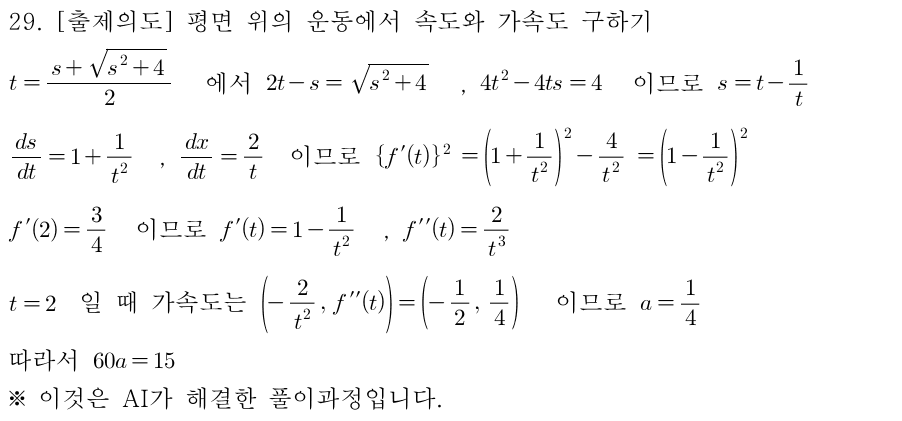 29. [출제의도] 평면 위의 운동에서 속도와 가속도 구하기
t = (s + √(s² + 4))/2 에서 2t − s = √(s² + 4) , 4t² − 4ts = 4 이므로 s = t − 1/t
ds/dt = 1 + 1/t² , dx/dt = 2/t 이므로 {f′(t)}² = (1 + 1/t²)² − 4/t² = (1 − 1/t²)²
f′(2) = 3/4 이므로 f′(t) = 1 − 1/t² , f′′(t) = 2/t³
t = 2 일 때 가속도는 (−2/t², f′′(t)) = (−1/2, 1/4) 이므로 a = 1/4
따라서 60a = 15
※ 이것은 AI가 해결한 풀이과정입니다.